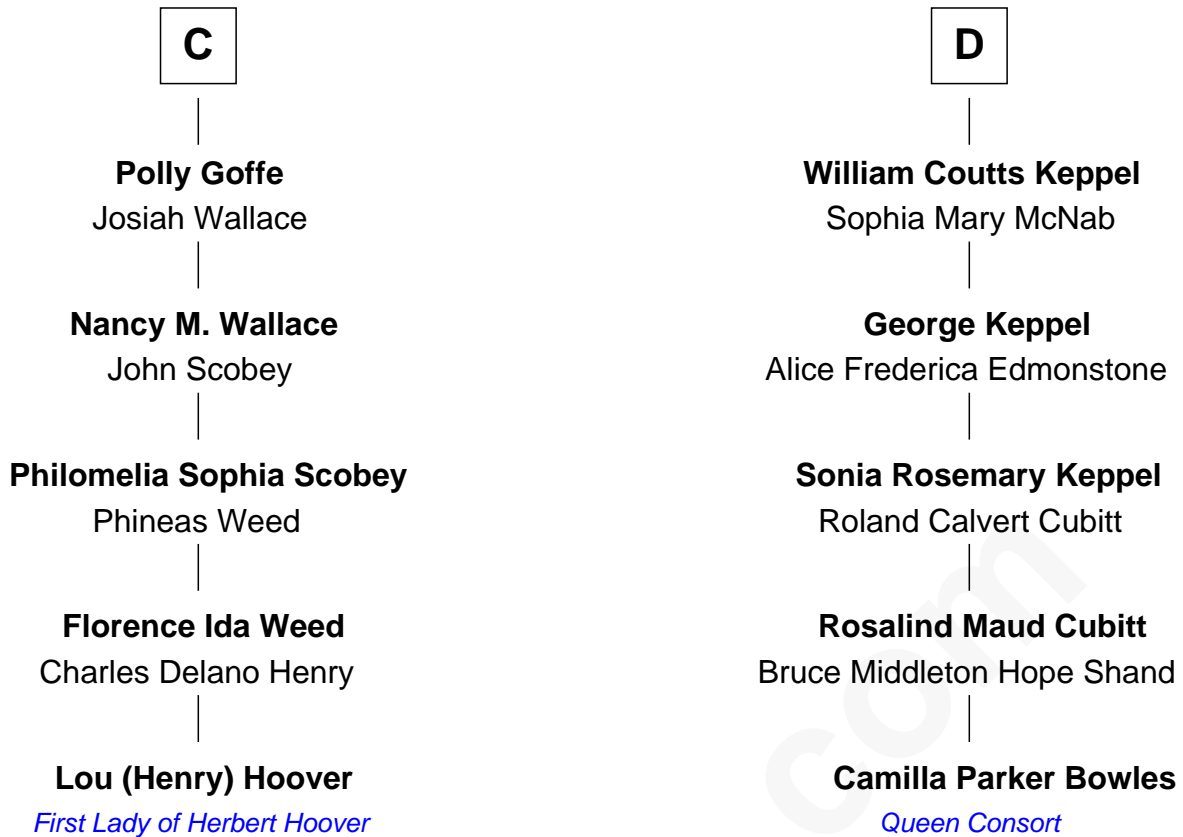 C
Polly Goffe
Josiah Wallace
Nancy M. Wallace
John Scobey
Philomelia Sophia Scobey
Phineas Weed
Florence Ida Weed
Charles Delano Henry
Lou (Henry) Hoover
First Lady of Herbert Hoover
D
William Coutts Keppel
Sophia Mary McNab
George Keppel
Alice Frederica Edmonstone
Sonia Rosemary Keppel
Roland Calvert Cubitt
Rosalind Maud Cubitt
Bruce Middleton Hope Shand
Camilla Parker Bowles
Queen Consort
com